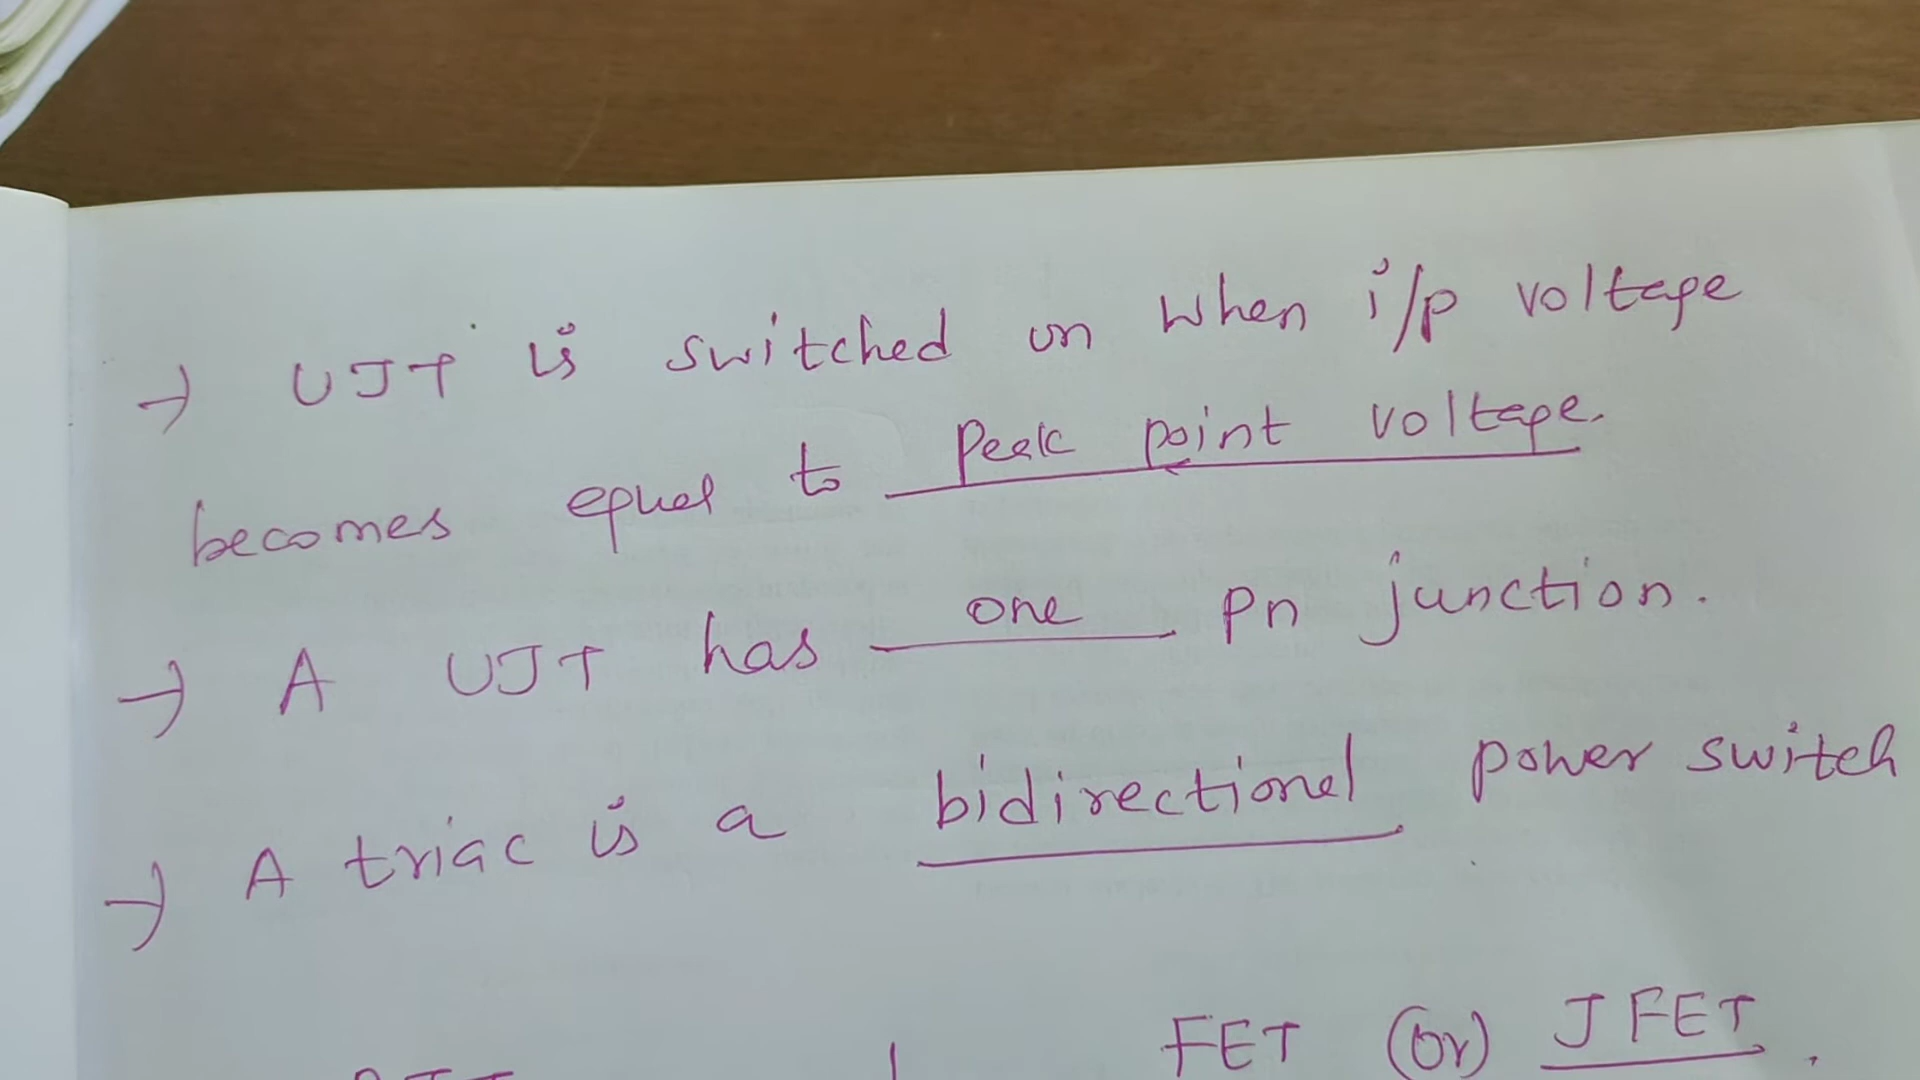 → UJT is switched on when i/p voltage
becomes equal to peak point voltage.
→ A UJT has one pn junction.
→ A triac is a bidirectional power switch
FET (or) JFET.